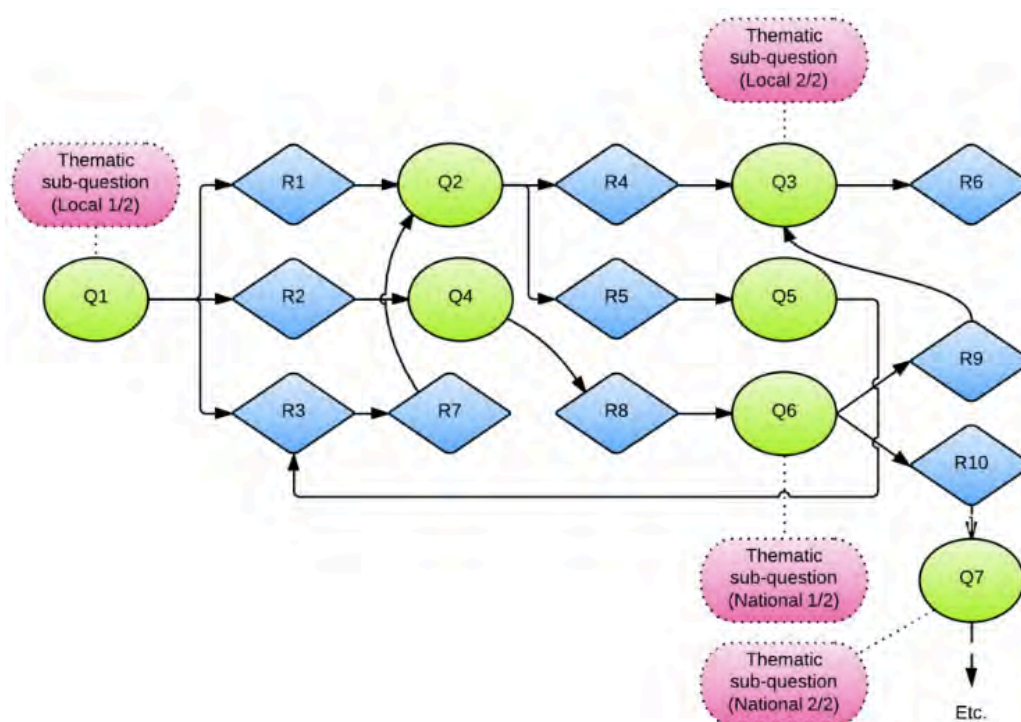 Thematic
sub-question
(Local 2/2)
Thematic
sub-question
(Local 1/2)
R1
Q2
R4
Q3
R6
Q1
R2
Q4
R5
Q5
R9
R3
R7
R8
Q6
R10
Thematic
sub-question
(National 1/2)
Q7
Thematic
sub-question
(National 2/2)
Etc.